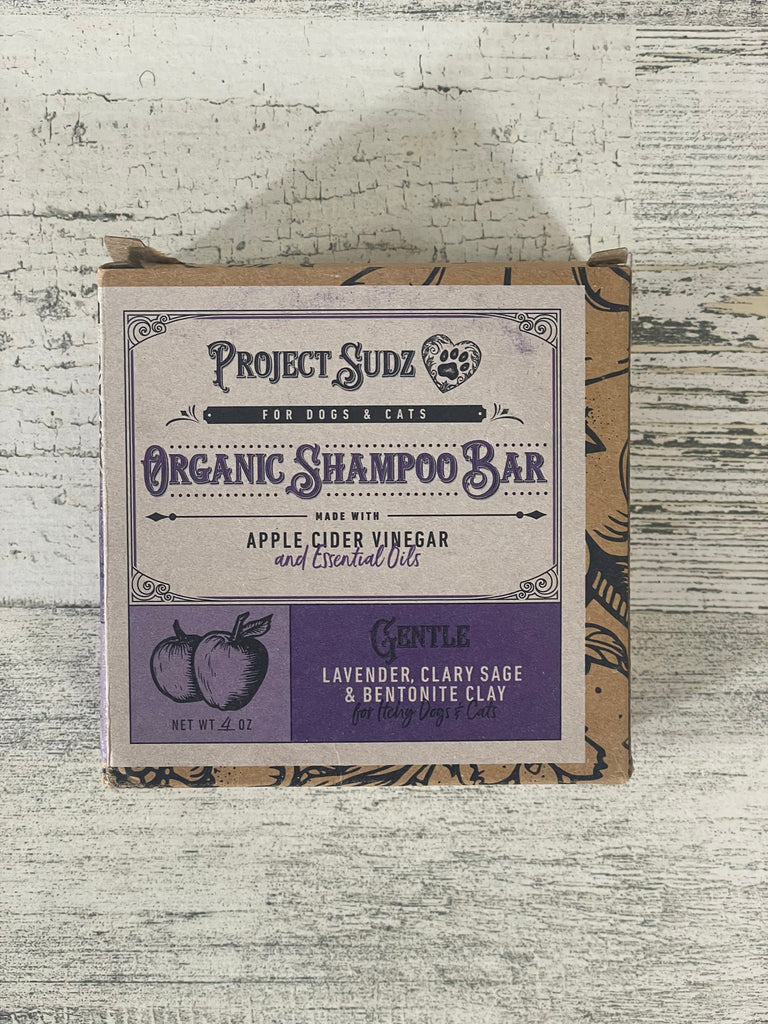 PROJECT SUDZ
FOR DOGS & CATS
ORGANIC SHAMPOO BAR
MADE WITH
APPLE CIDER VINEGAR
and Essential Oils
GENTLE
LAVENDER, CLARY SAGE
& BENTONITE CLAY
for Itchy Dogs & Cats
NET WT 4 OZ